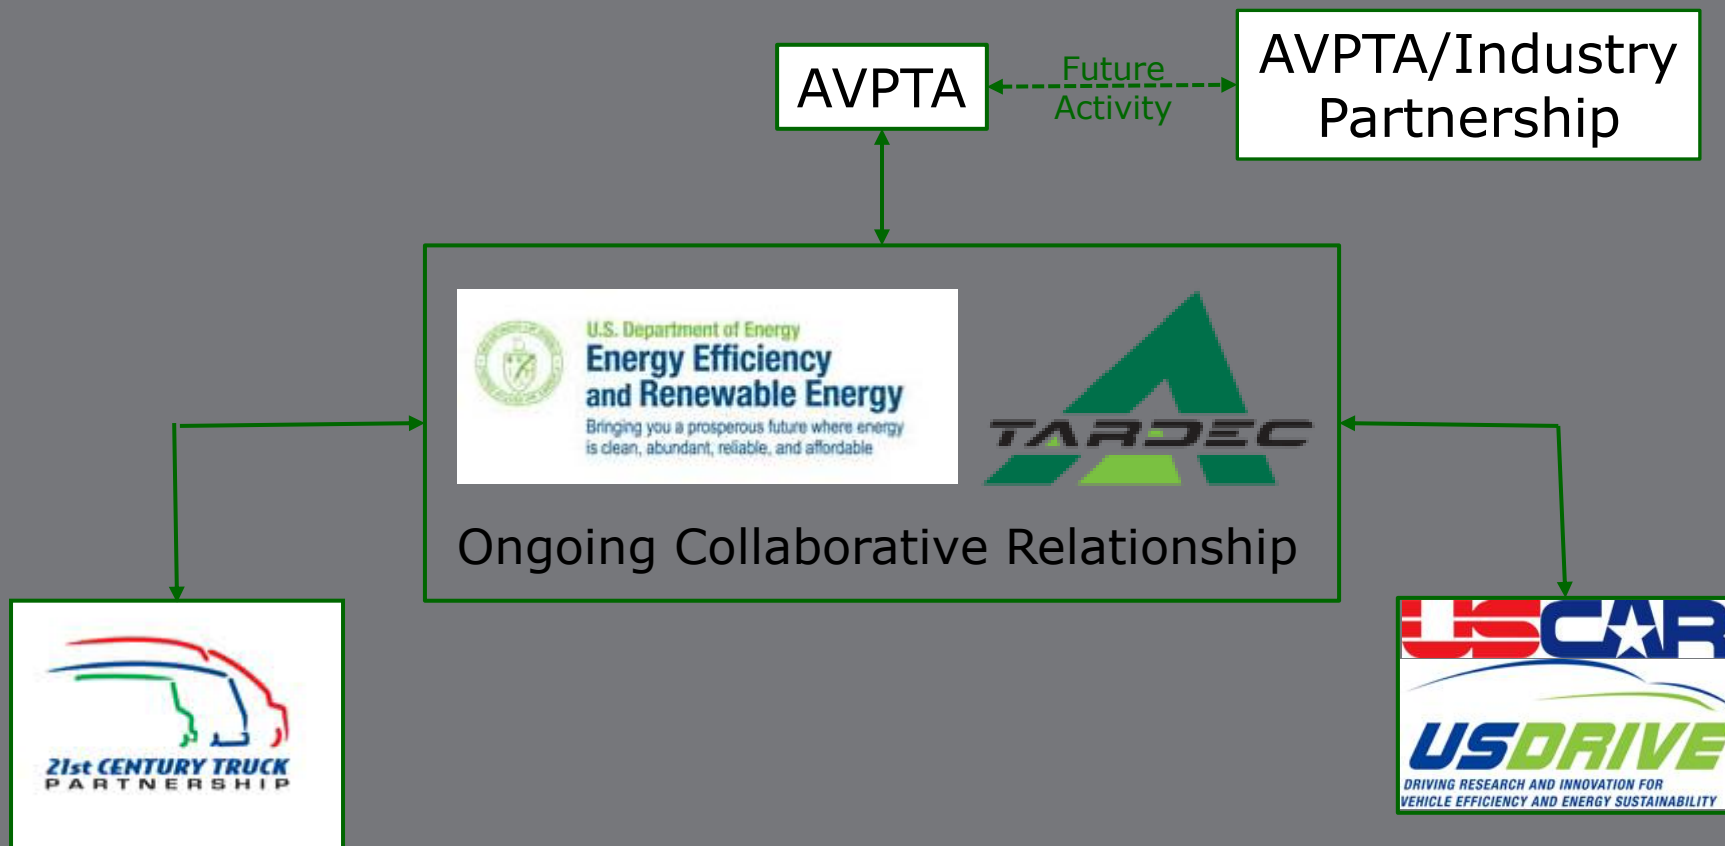 AVPTA
Future
Activity
AVPTA/Industry
Partnership
U.S. Department of Energy
Energy Efficiency
and Renewable Energy
Bringing you a prosperous future where energy
is clean, abundant, reliable, and affordable
TARDEC
Ongoing Collaborative Relationship
21st CENTURY TRUCK
PARTNERSHIP
USCAR
USDRIVE
DRIVING RESEARCH AND INNOVATION FOR
VEHICLE EFFICIENCY AND ENERGY SUSTAINABILITY